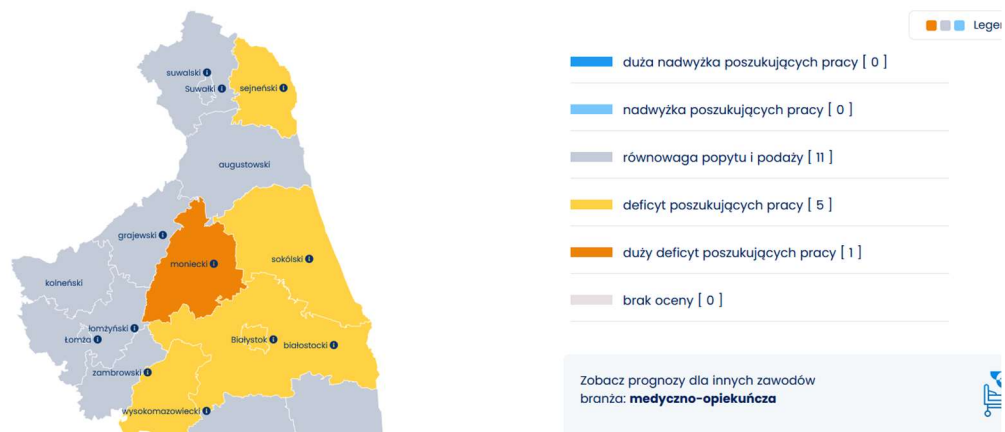 suwalski
Suwałki
sejneński
augustowski
grajewski
moniecki
sokólski
kolneński
łomżyński
Łomża
Białystok
białostocki
zambrowski
wysokomazowiecki
Legen
duża nadwyżka poszukujących pracy [ 0 ]
nadwyżka poszukujących pracy [ 0 ]
równowaga popytu i podaży [ 11 ]
deficyt poszukujących pracy [ 5 ]
duży deficyt poszukujących pracy [ 1 ]
brak oceny [ 0 ]
Zobacz prognozy dla innych zawodów
branża: medyczno-opiekuńcza